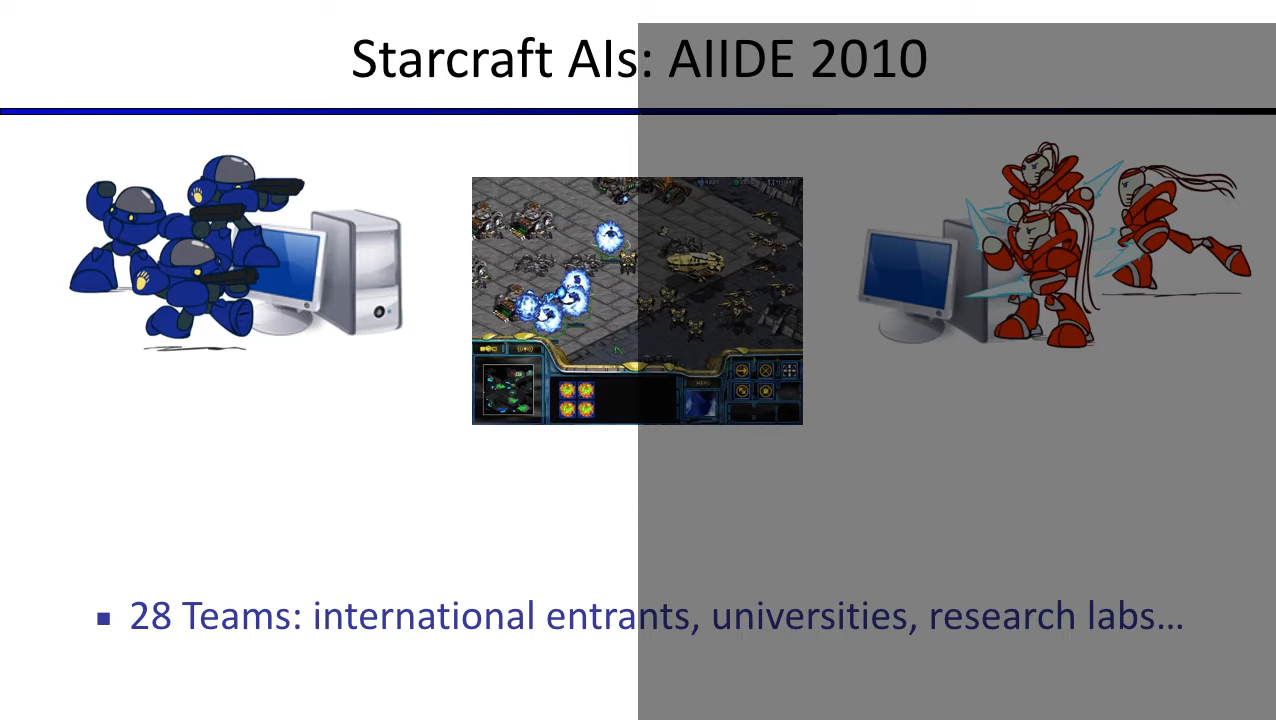 Starcraft AIs: AIIDE 2010
28 Teams: international entrants, universities, research labs…